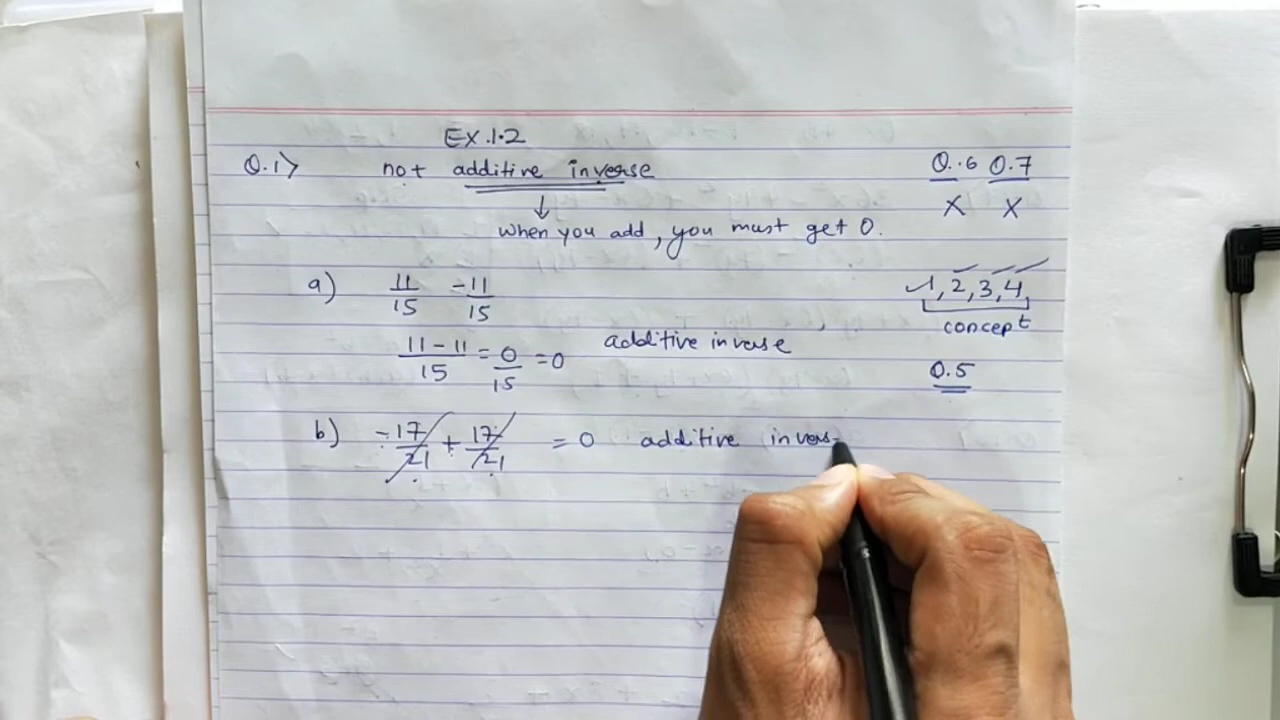 Ex.1.2
Q.1> not additive inverse
Q.6 Q.7
X X
↓
when you add, you must get 0.
a) 11/15 -11/15
1, 2, 3, 4,
concept
11-11/15 = 0/15 = 0 additive inverse
Q.5
b) -17/21 + 17/21 = 0 additive invers